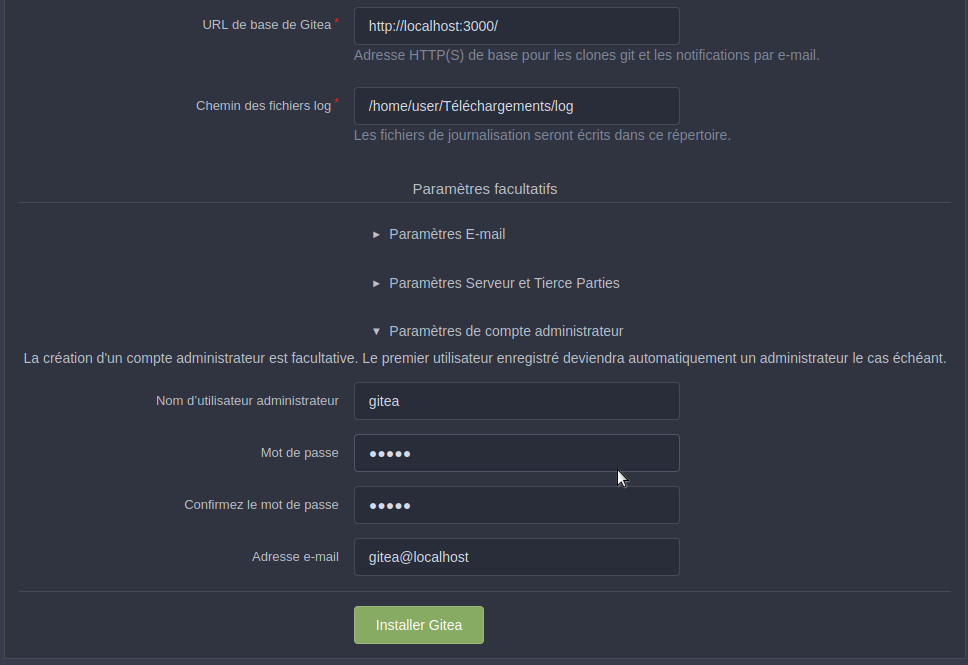 URL de base de Gitea *
http://localhost:3000/
Adresse HTTP(S) de base pour les clones git et les notifications par e-mail.
Chemin des fichiers log *
/home/user/Téléchargements/log
Les fichiers de journalisation seront écrits dans ce répertoire.
Paramètres facultatifs
► Paramètres E-mail
► Paramètres Serveur et Tierce Parties
▼ Paramètres de compte administrateur
La création d'un compte administrateur est facultative. Le premier utilisateur enregistré deviendra automatiquement un administrateur le cas échéant.
Nom d’utilisateur administrateur
gitea
Mot de passe
●●●●●
Confirmez le mot de passe
●●●●●
Adresse e-mail
gitea@localhost
Installer Gitea